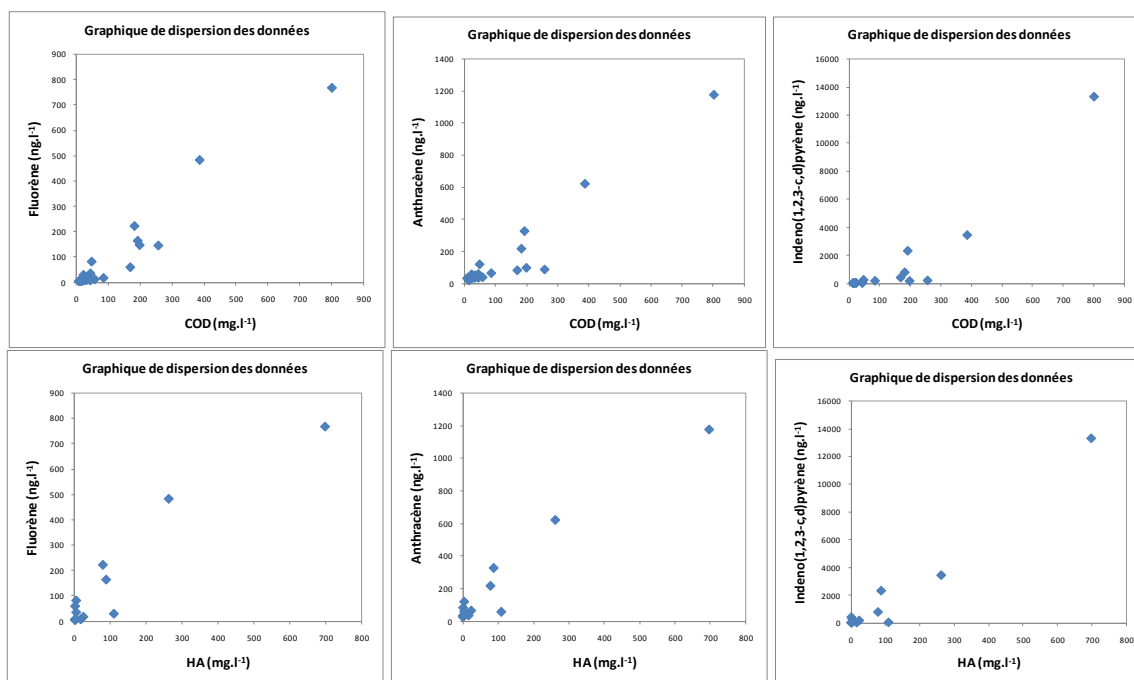 Graphique de dispersion des données
Fluorène (ng.l⁻¹)
900
800
700
600
500
400
300
200
100
0
0 100 200 300 400 500 600 700 800 900
COD (mg.l⁻¹)
Graphique de dispersion des données
Anthracène (ng.l⁻¹)
1400
1200
1000
800
600
400
200
0
0 100 200 300 400 500 600 700 800 900
COD (mg.l⁻¹)
Graphique de dispersion des données
Indeno(1,2,3-c,d)pyrène (ng.l⁻¹)
16000
14000
12000
10000
8000
6000
4000
2000
0
0 100 200 300 400 500 600 700 800 900
COD (mg.l⁻¹)
Graphique de dispersion des données
Fluorène (ng.l⁻¹)
900
800
700
600
500
400
300
200
100
0
0 100 200 300 400 500 600 700 800
HA (mg.l⁻¹)
Graphique de dispersion des données
Anthracène (ng.l⁻¹)
1400
1200
1000
800
600
400
200
0
0 100 200 300 400 500 600 700 800
HA (mg.l⁻¹)
Graphique de dispersion des données
Indeno(1,2,3-c,d)pyrène (ng.l⁻¹)
16000
14000
12000
10000
8000
6000
4000
2000
0
0 100 200 300 400 500 600 700 800
HA (mg.l⁻¹)